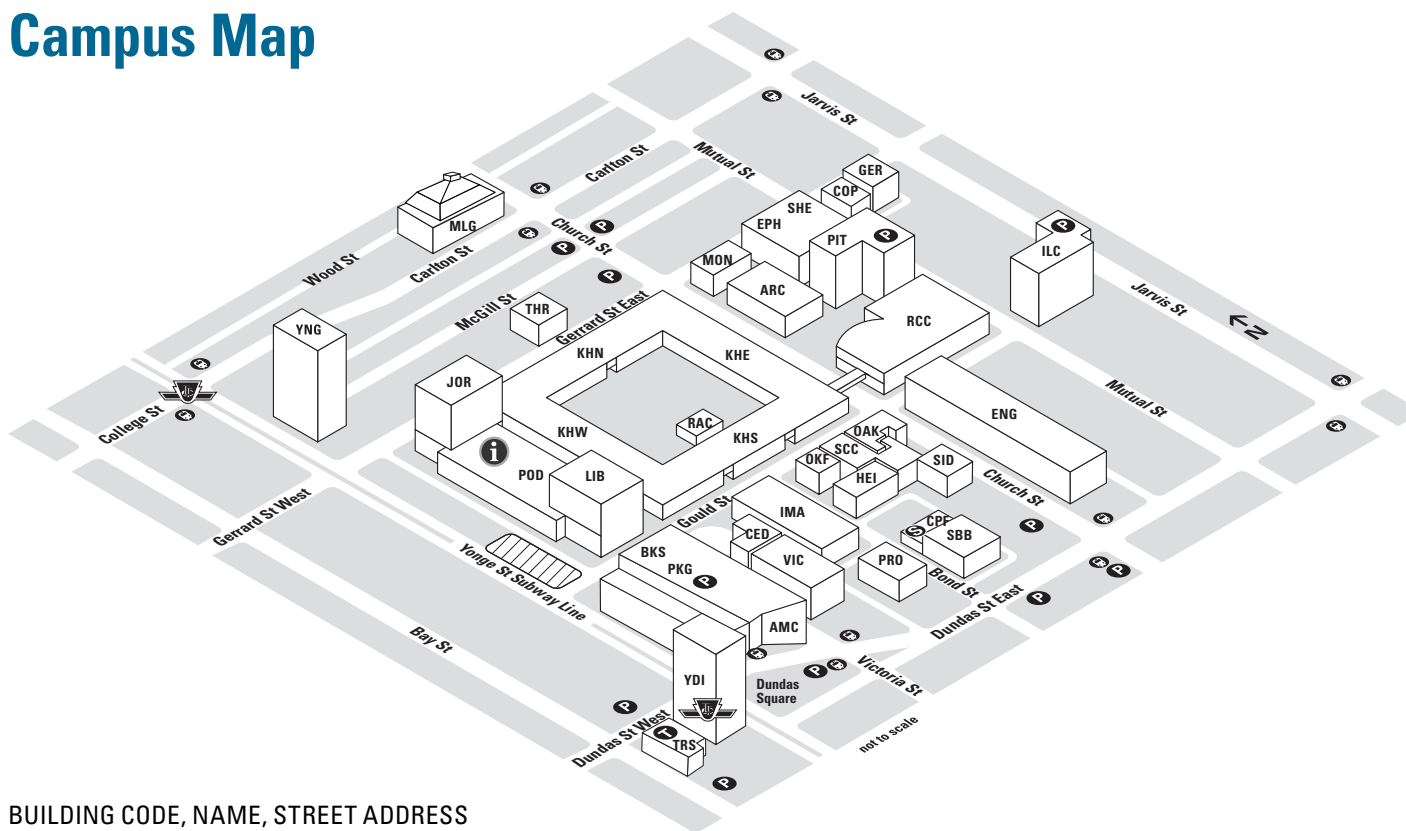 Campus Map
Jarvis St
Carlton St
Mutual St
GER
COP
SHE
EPH
PIT
P
MLG
Church St
P
P
P
ILC
P
Wood St
Carlton St
MON
ARC
P
Jarvis St
N
YNG
McGill St
THR
Gerrard St East
RCC
KHN
KHE
JOR
Mutual St
College St
RAC
ENG
KHW
KHS
OAK
SCC
i
OKF
SID
POD
LIB
HEI
Church St
Gerrard St West
Gould St
IMA
CPF
S
P
CED
SBB
BKS
VIC
PRO
Yonge St Subway Line
PKG
P
P
Bond St
P
Dundas St East
AMC
Bay St
P
Victoria St
YDI
Dundas
Square
P
Dundas St West
T
TRS
not to scale
P
BUILDING CODE, NAME, STREET ADDRESS